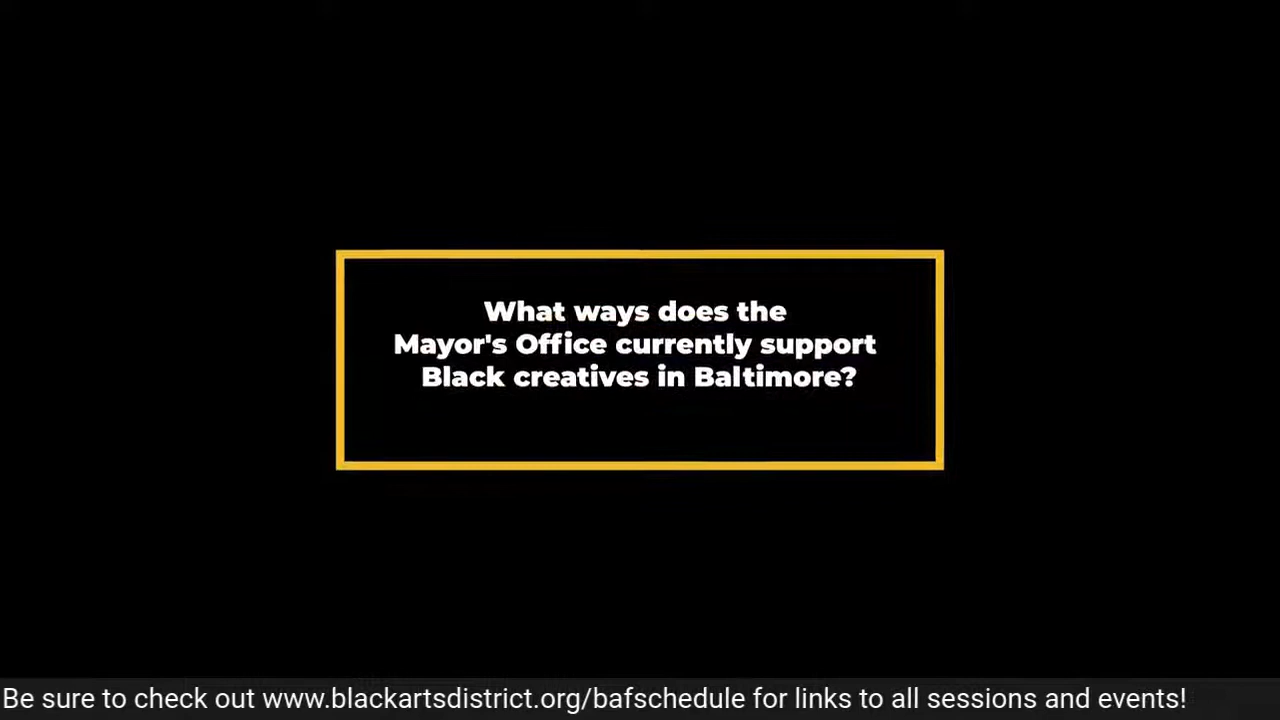 What ways does the
Mayor's Office currently support
Black creatives in Baltimore?
Be sure to check out www.blackartsdistrict.org/bafschedule for links to all sessions and events!